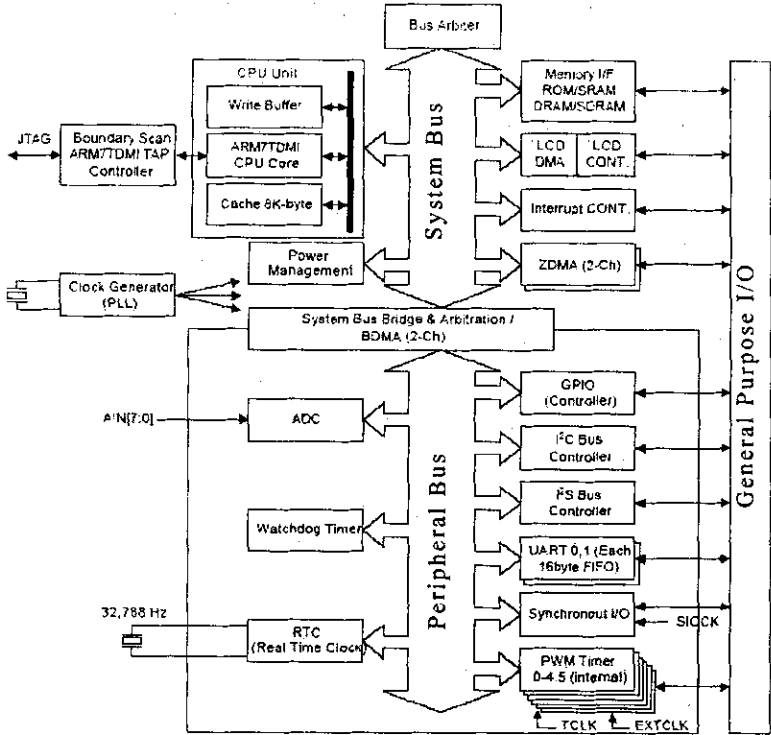 Bus Arbiter
CPU Unit
Write Buffer
ARM7TDMI
CPU Core
Cache 8K-byte
JTAG
Boundary Scan
ARM7TDMI TAP
Controller
Power
Management
Clock Generator
(PLL)
System Bus
Memory I/F
ROM/SRAM
DRAM/SDRAM
LCD
DMA
LCD
CONT.
Interrupt CONT.
ZDMA (2-Ch)
System Bus Bridge & Arbitration /
BDMA (2-Ch)
AIN[7:0]
ADC
Watchdog Timer
32,788 Hz
RTC
(Real Time Clock)
Peripheral Bus
GPIO
(Controller)
I²C Bus
Controller
I²S Bus
Controller
UART 0,1 (Each
16byte FIFO)
Synchronout I/O
SIOCK
PWM Timer
0-4.5 (internal)
TCLK
EXTCLK
General Purpose I/O